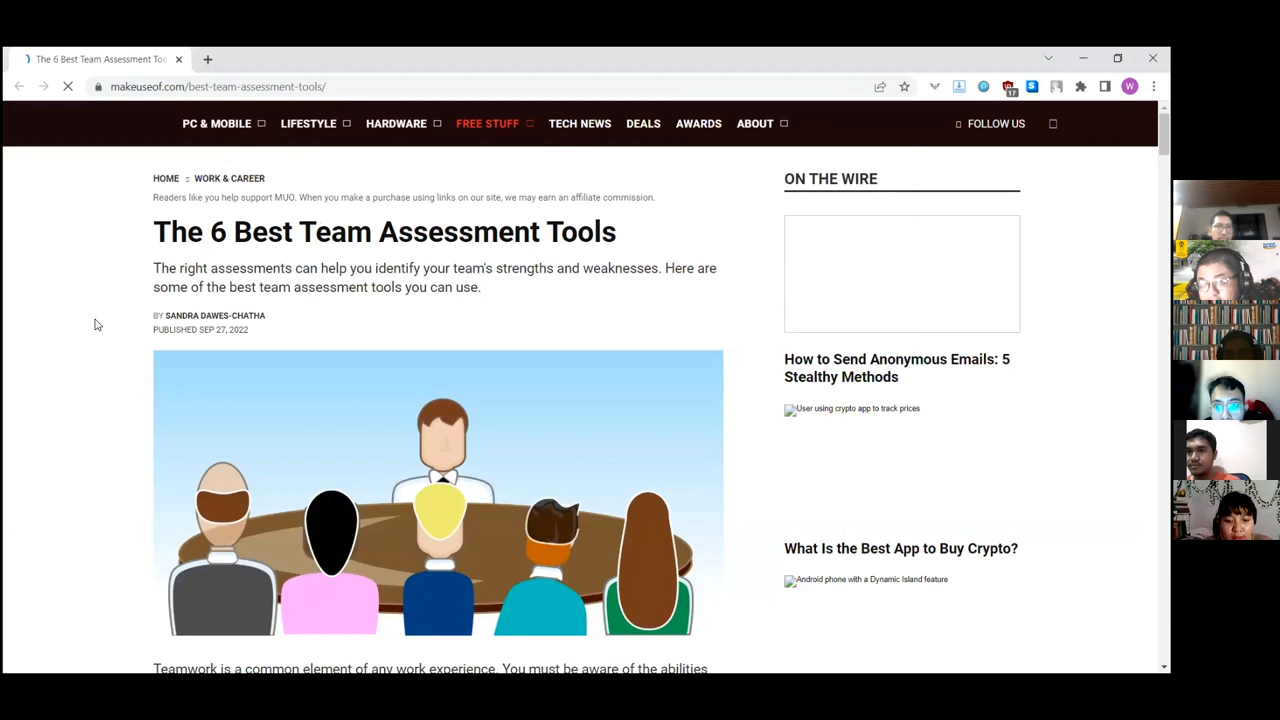 The 6 Best Team Assessment Too
makeuseof.com/best-team-assessment-tools/
17
W
PC & MOBILE
LIFESTYLE
HARDWARE
FREE STUFF
TECH NEWS
DEALS
AWARDS
ABOUT
FOLLOW US
HOME
WORK & CAREER
Readers like you help support MUO. When you make a purchase using links on our site, we may earn an affiliate commission.
The 6 Best Team Assessment Tools
The right assessments can help you identify your team's strengths and weaknesses. Here are
some of the best team assessment tools you can use.
BY SANDRA DAWES-CHATHA
PUBLISHED SEP 27, 2022
Teamwork is a common element of any work experience. You must be aware of the abilities
ON THE WIRE
How to Send Anonymous Emails: 5
Stealthy Methods
User using crypto app to track prices
What Is the Best App to Buy Crypto?
Android phone with a Dynamic Island feature